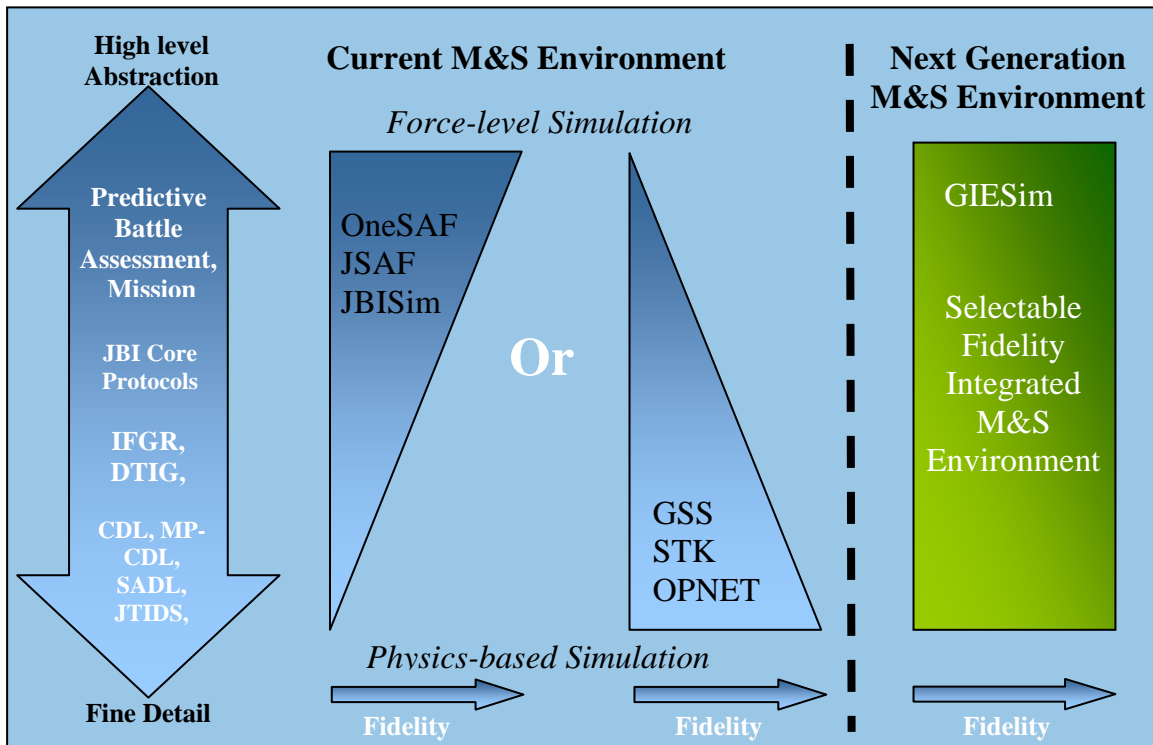 High level
Abstraction
Predictive
Battle
Assessment,
Mission
JBI Core
Protocols
IFGR,
DTIG,
CDL, MP-
CDL,
SADL,
JTIDS,
Fine Detail
Current M&S Environment
Force-level Simulation
OneSAF
JSAF
JBISim
Or
GSS
STK
OPNET
Physics-based Simulation
Fidelity
Fidelity
Next Generation
M&S Environment
GIESim
Selectable
Fidelity
Integrated
M&S
Environment
Fidelity